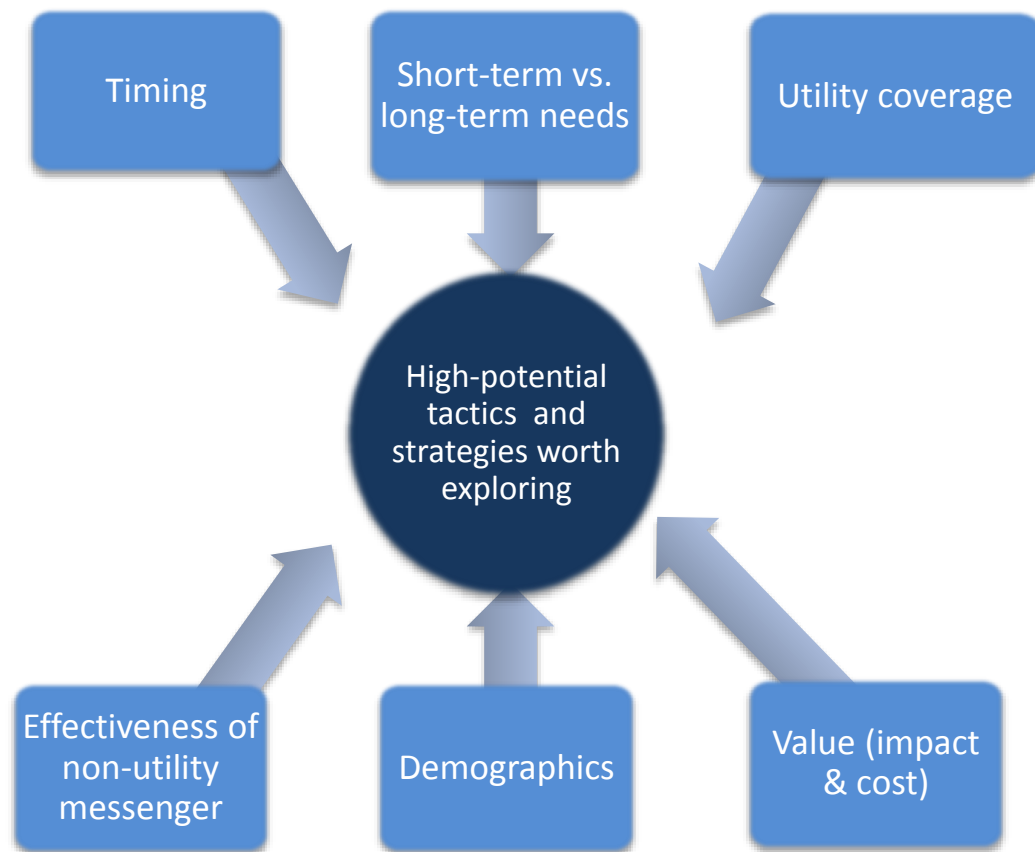 Timing
Short-term vs.
long-term needs
Utility coverage
High-potential
tactics  and
strategies worth
exploring
Effectiveness of
non-utility
messenger
Demographics
Value (impact
& cost)